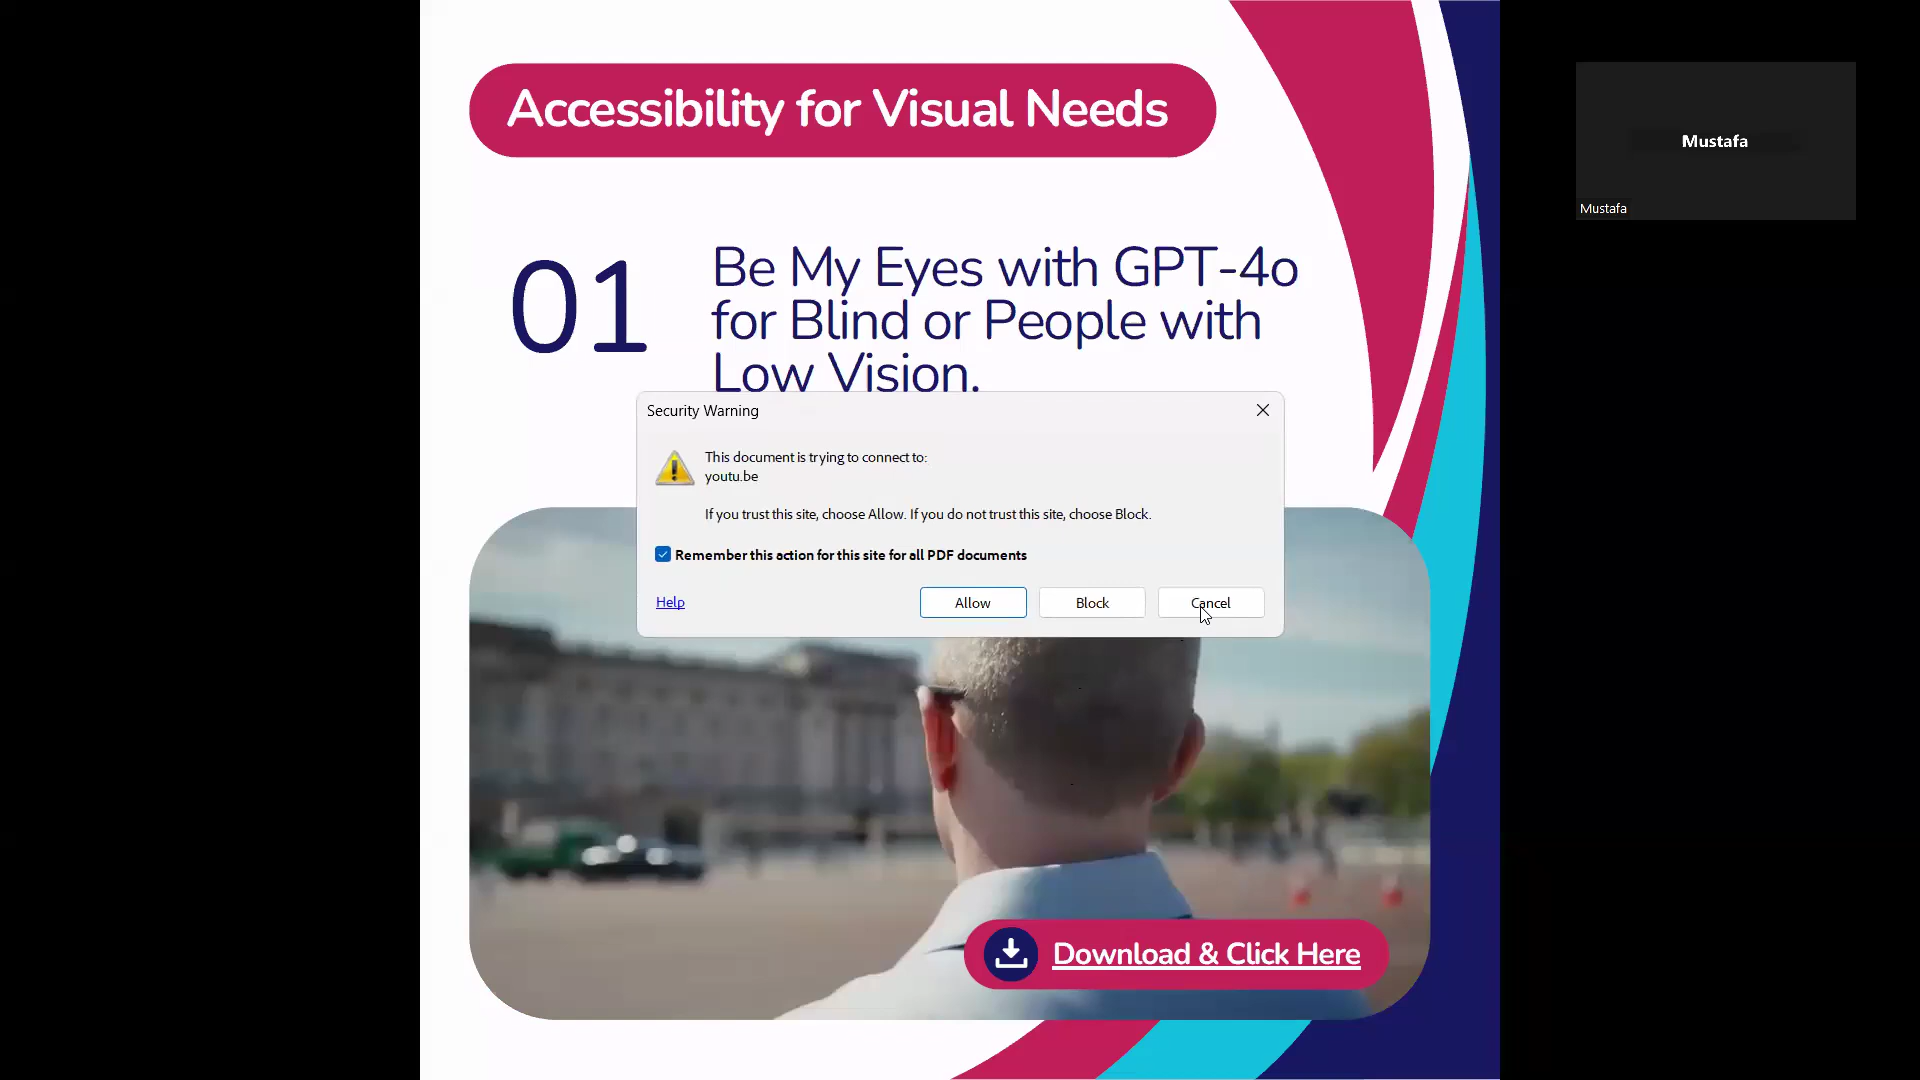 Accessibility for Visual Needs
01
Be My Eyes with GPT-4o
for Blind or People with
Low Vision.
Security Warning
This document is trying to connect to:
youtu.be
If you trust this site, choose Allow. If you do not trust this site, choose Block.
Remember this action for this site for all PDF documents
Help
Allow
Block
Cancel
Download & Click Here
Mustafa
Mustafa